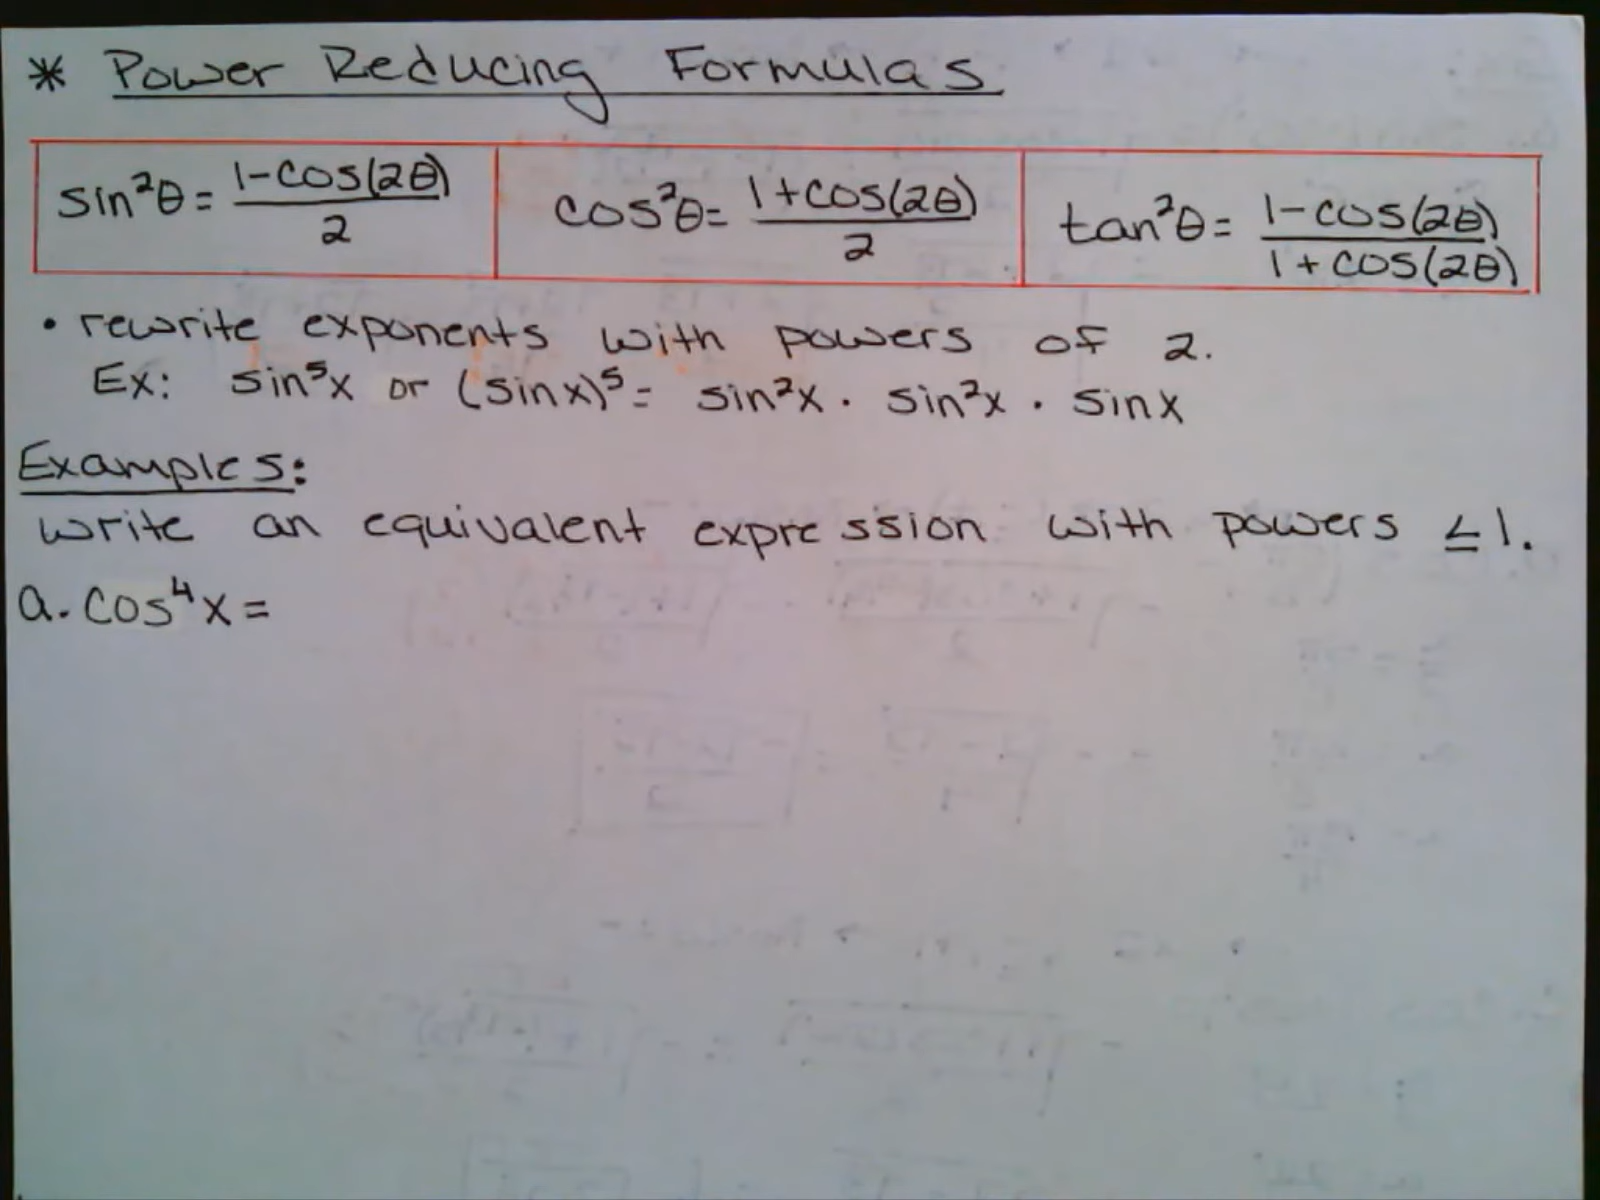 * Power Reducing Formulas
sin²θ = (1-cos(2θ))/2 cos²θ = (1+cos(2θ))/2 tan²θ = (1-cos(2θ))/(1+cos(2θ))
• rewrite exponents with powers of 2.
Ex: sin⁵x or (sinx)⁵ = sin²x · sin²x · sinx
Examples:
write an equivalent expression with powers ≤1.
a. cos⁴x =